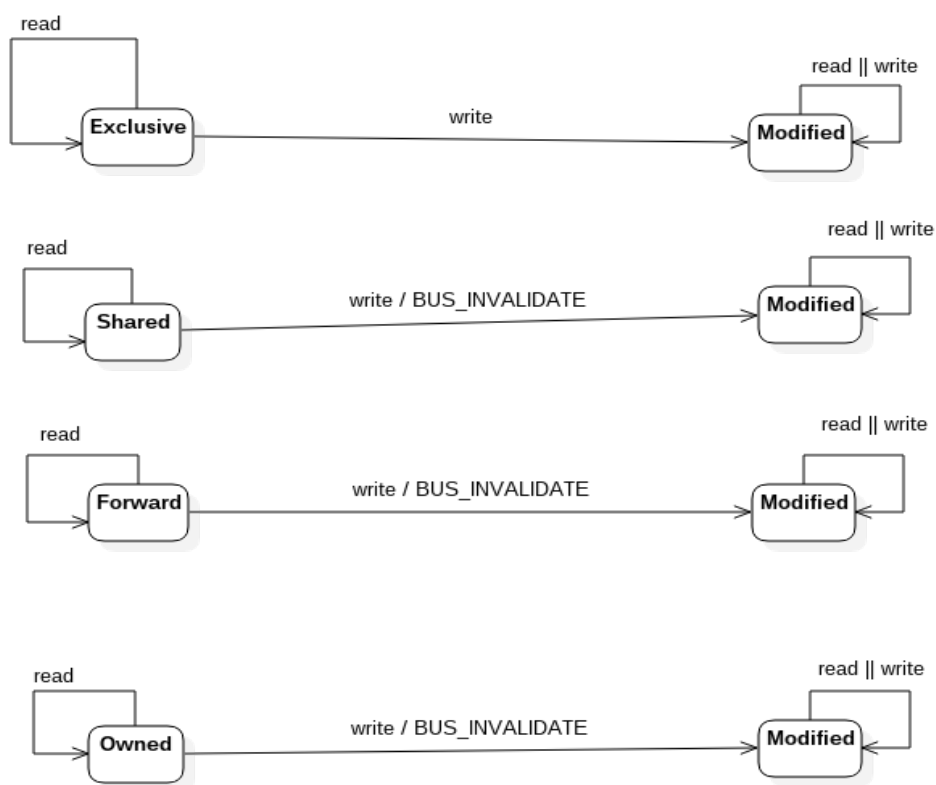 read
read || write
Exclusive
write
Modified
read || write
read
write / BUS_INVALIDATE
Shared
Modified
read || write
read
write / BUS_INVALIDATE
Forward
Modified
read || write
read
write / BUS_INVALIDATE
Owned
Modified